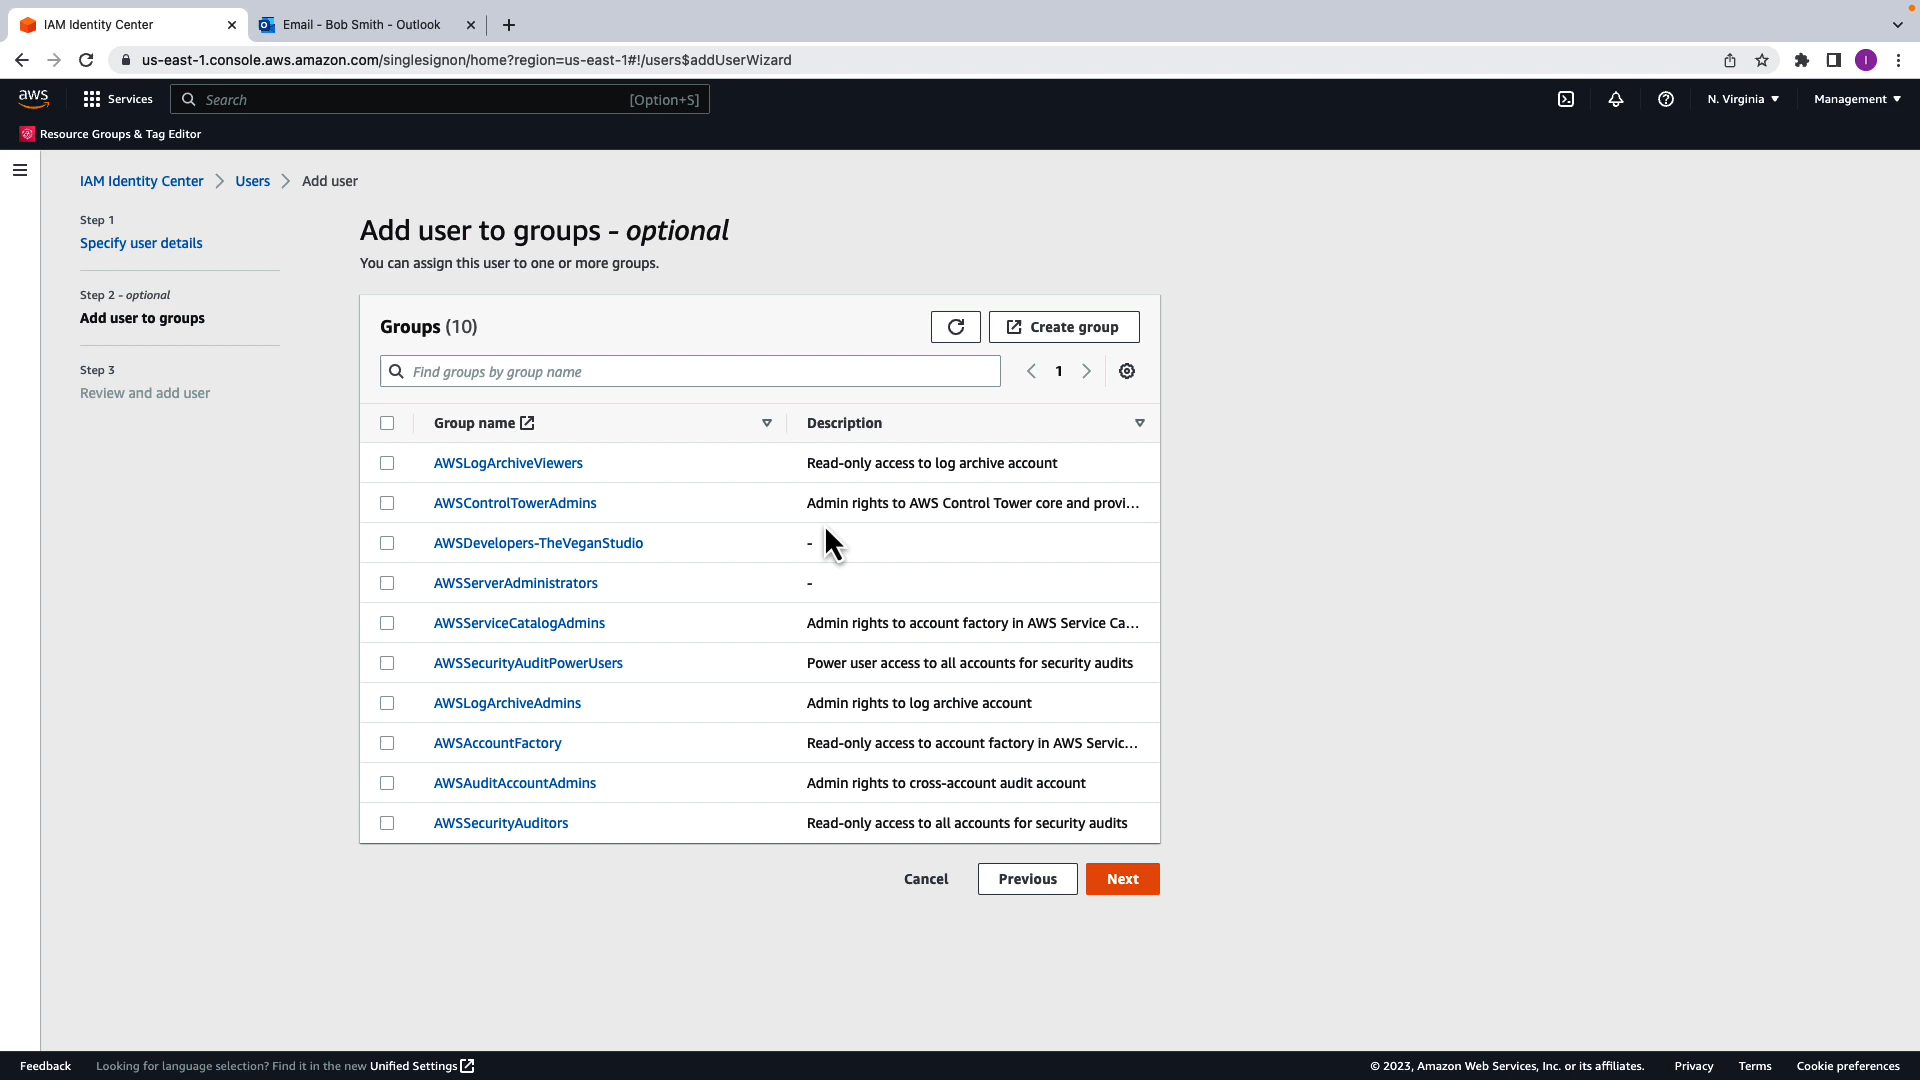 IAM Identity Center
Email - Bob Smith - Outlook
us-east-1.console.aws.amazon.com/singlesignon/home?region=us-east-1#!/users$addUserWizard
I
aws
Services
Search
[Option+S]
N. Virginia
Management
Resource Groups & Tag Editor
IAM Identity Center
Users
Add user
Step 1
Specify user details
Step 2 - optional
Add user to groups
Step 3
Review and add user
Add user to groups - optional
You can assign this user to one or more groups.
Groups (10)
Create group
Find groups by group name
1
Group name
Description
AWSLogArchiveViewers
Read-only access to log archive account
AWSControlTowerAdmins
Admin rights to AWS Control Tower core and provi...
AWSDevelopers-TheVeganStudio
-
AWSServerAdministrators
-
AWSServiceCatalogAdmins
Admin rights to account factory in AWS Service Ca...
AWSSecurityAuditPowerUsers
Power user access to all accounts for security audits
AWSLogArchiveAdmins
Admin rights to log archive account
AWSAccountFactory
Read-only access to account factory in AWS Servic...
AWSAuditAccountAdmins
Admin rights to cross-account audit account
AWSSecurityAuditors
Read-only access to all accounts for security audits
Cancel
Previous
Next
Feedback
Looking for language selection? Find it in the new Unified Settings
© 2023, Amazon Web Services, Inc. or its affiliates.
Privacy
Terms
Cookie preferences